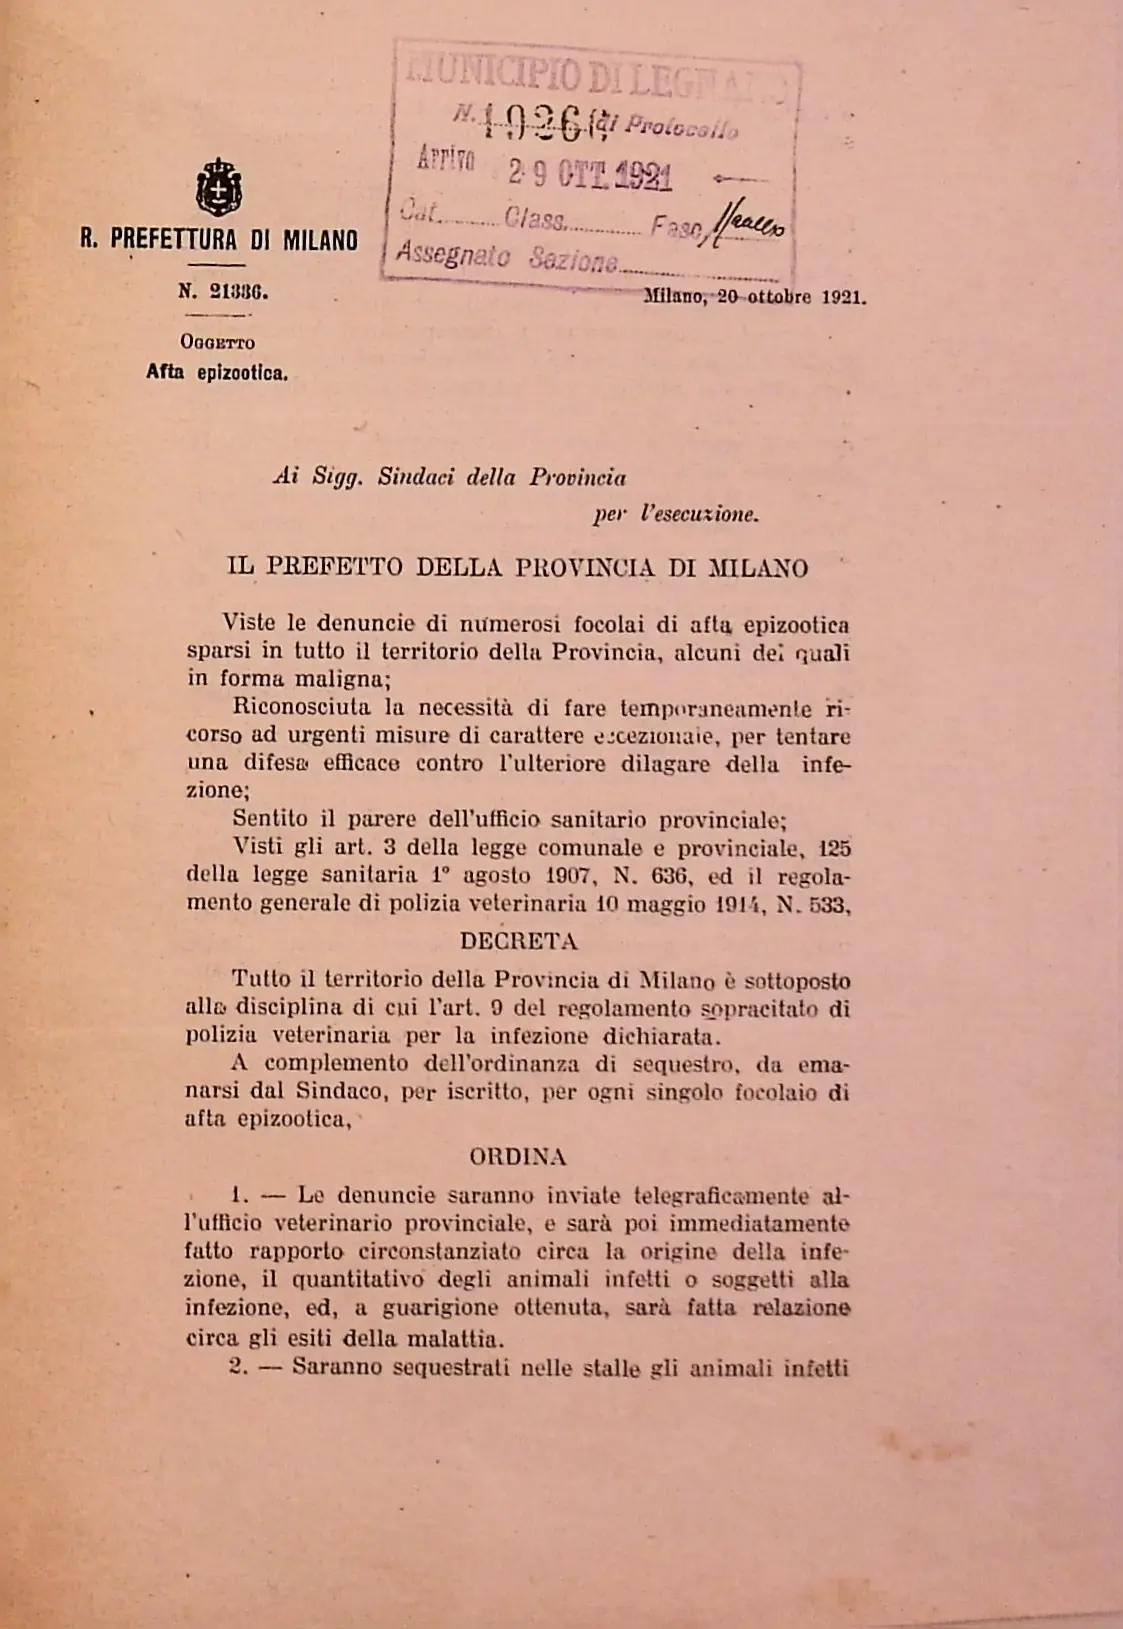 MUNICIPIO DI LEGNANO
N. 10266 di Protocollo
Arrivo 29 OTT. 1921
Cat. Class. Fasc.
Assegnato Sezione
R. PREFETTURA DI MILANO
N. 21336.
Milano, 20 ottobre 1921.
OGGETTO
Afta epizootica.
Ai Sigg. Sindaci della Provincia
per l'esecuzione.
IL PREFETTO DELLA PROVINCIA DI MILANO
Viste le denuncie di numerosi focolai di afta epizootica
sparsi in tutto il territorio della Provincia, alcuni dei quali
in forma maligna;
Riconosciuta la necessità di fare temporaneamente ri-
corso ad urgenti misure di carattere eccezionale, per tentare
una difesa efficace contro l'ulteriore dilagare della infe-
zione;
Sentito il parere dell'ufficio sanitario provinciale;
Visti gli art. 3 della legge comunale e provinciale, 125
della legge sanitaria 1° agosto 1907, N. 636, ed il regola-
mento generale di polizia veterinaria 10 maggio 1914, N. 533,
DECRETA
Tutto il territorio della Provincia di Milano è sottoposto
alla disciplina di cui l'art. 9 del regolamento sopracitato di
polizia veterinaria per la infezione dichiarata.
A complemento dell'ordinanza di sequestro, da ema-
narsi dal Sindaco, per iscritto, per ogni singolo focolaio di
afta epizootica,
ORDINA
1. — Le denuncie saranno inviate telegraficamente al-
l'ufficio veterinario provinciale, e sarà poi immediatamente
fatto rapporto circonstanziato circa la origine della infe-
zione, il quantitativo degli animali infetti o soggetti alla
infezione, ed, a guarigione ottenuta, sarà fatta relazione
circa gli esiti della malattia.
2. — Saranno sequestrati nelle stalle gli animali infetti